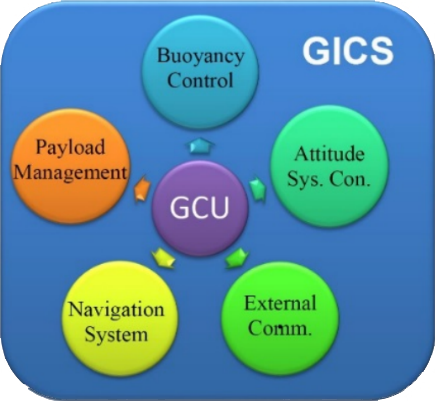 GICS
Buoyancy
Control
Payload
Management
Attitude
Sys. Con.
GCU
Navigation
System
External
Comm.